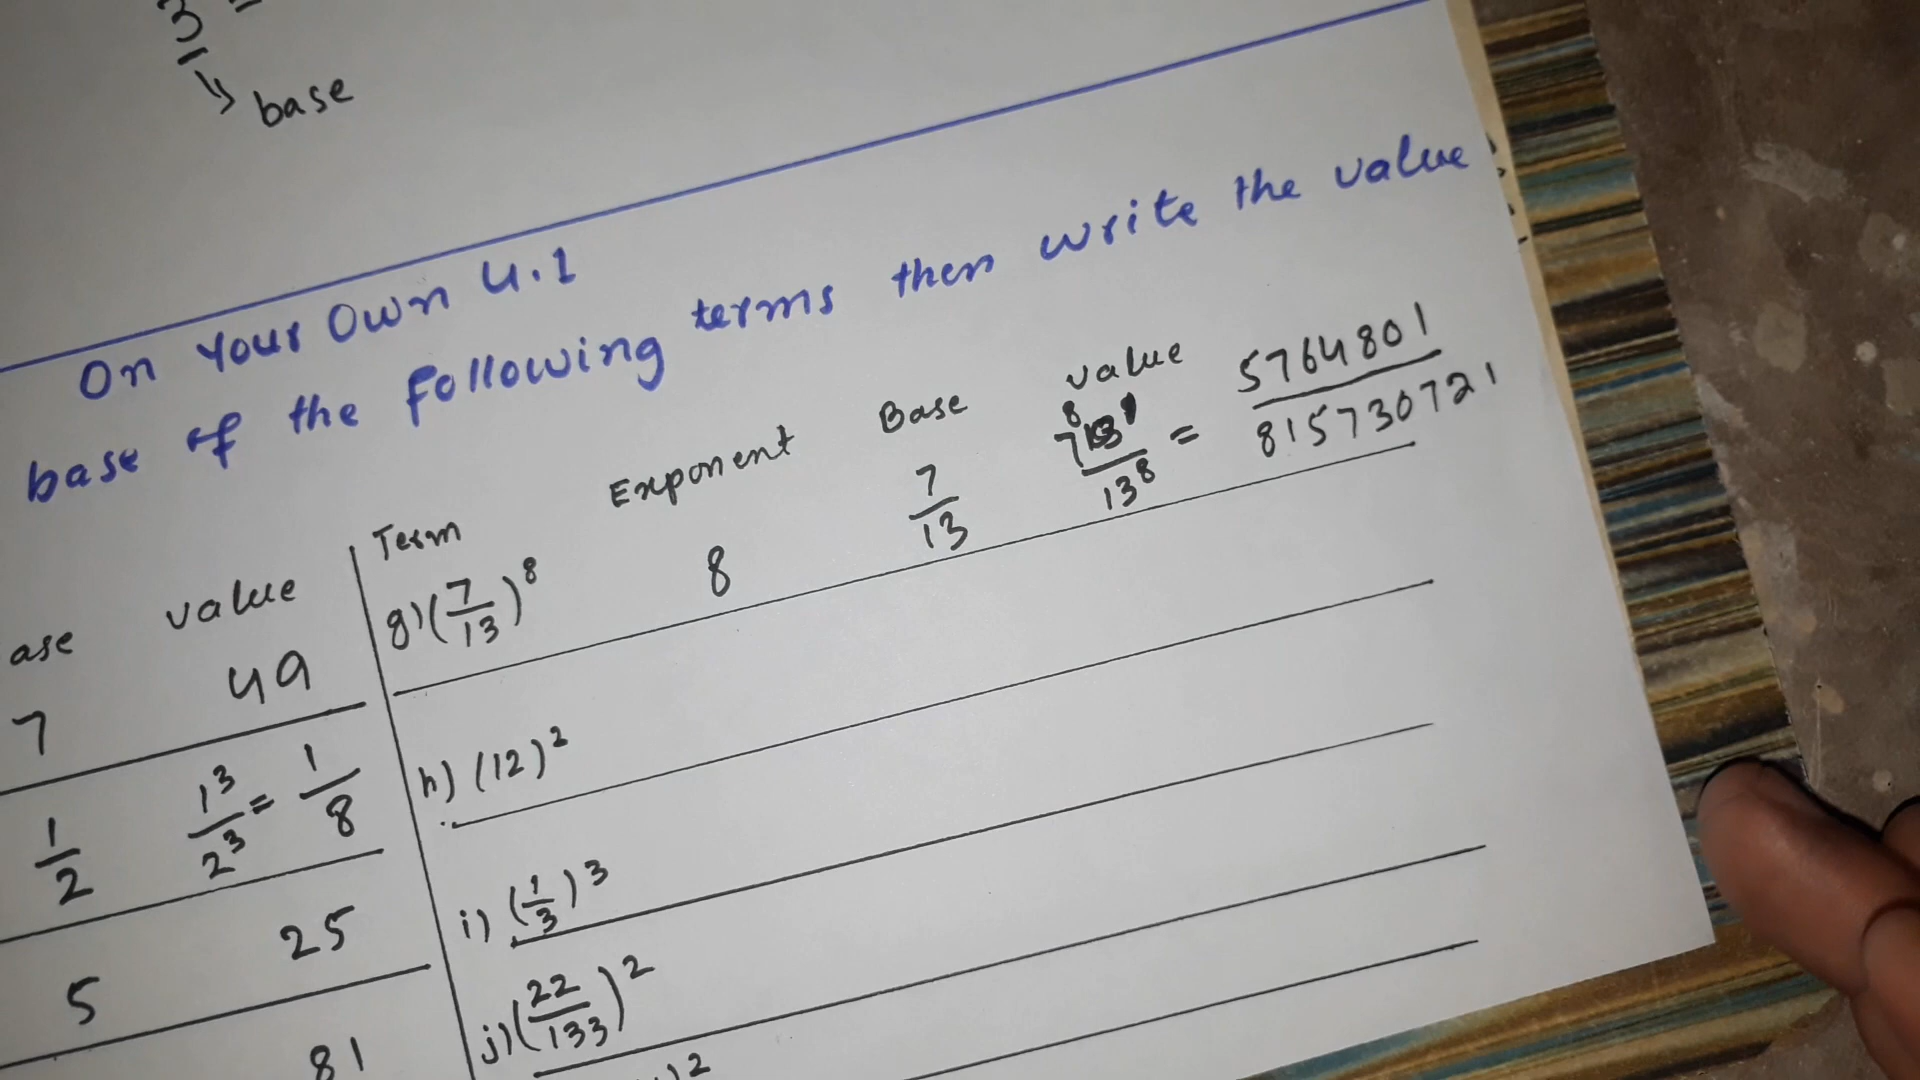 3
base
On Your Own 4.1
base of the following terms then write the value
ase value
7 49
1/2 1³/2³ = 1/8
5 25
81
Term Exponent Base value
g) (7/13)⁸ 8 7/13 7⁸/13⁸ = 5764801/815730721
h) (12)²
i) (1/3)³
j) (22/133)²
)²